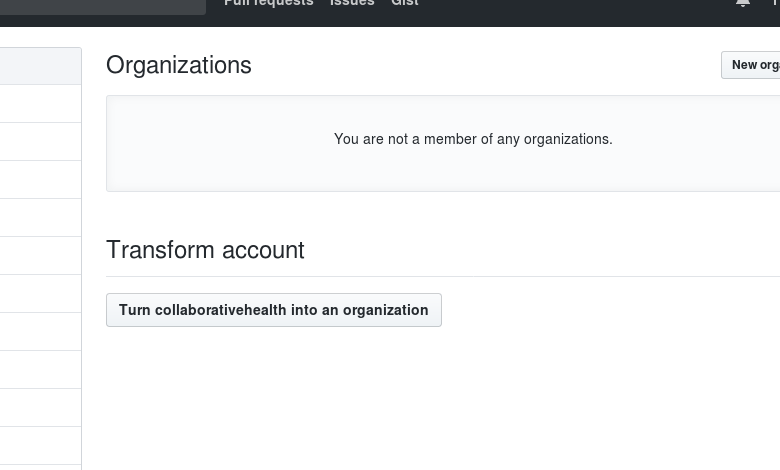 Pull requests Issues Gist
Organizations
New orga
You are not a member of any organizations.
Transform account
Turn collaborativehealth into an organization